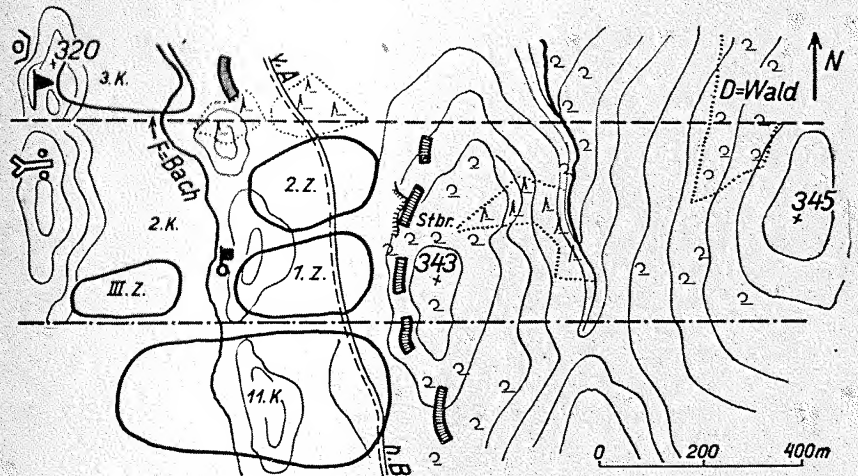 320
3. K.
v. A
D=Wald
N
F=Bach
2. Z.
2. K.
Stbr.
345
1. Z.
343
III. Z.
11. K.
n. B
0 200 400m